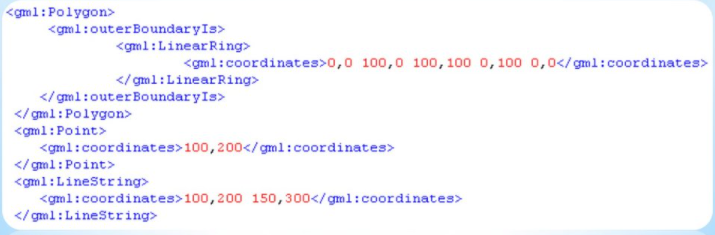 <gml:Polygon>
<gml:outerBoundaryIs>
<gml:LinearRing>
<gml:coordinates>0,0 100,0 100,100 0,100 0,0</gml:coordinates>
</gml:LinearRing>
</gml:outerBoundaryIs>
</gml:Polygon>
<gml:Point>
<gml:coordinates>100,200</gml:coordinates>
</gml:Point>
<gml:LineString>
<gml:coordinates>100,200 150,300</gml:coordinates>
</gml:LineString>